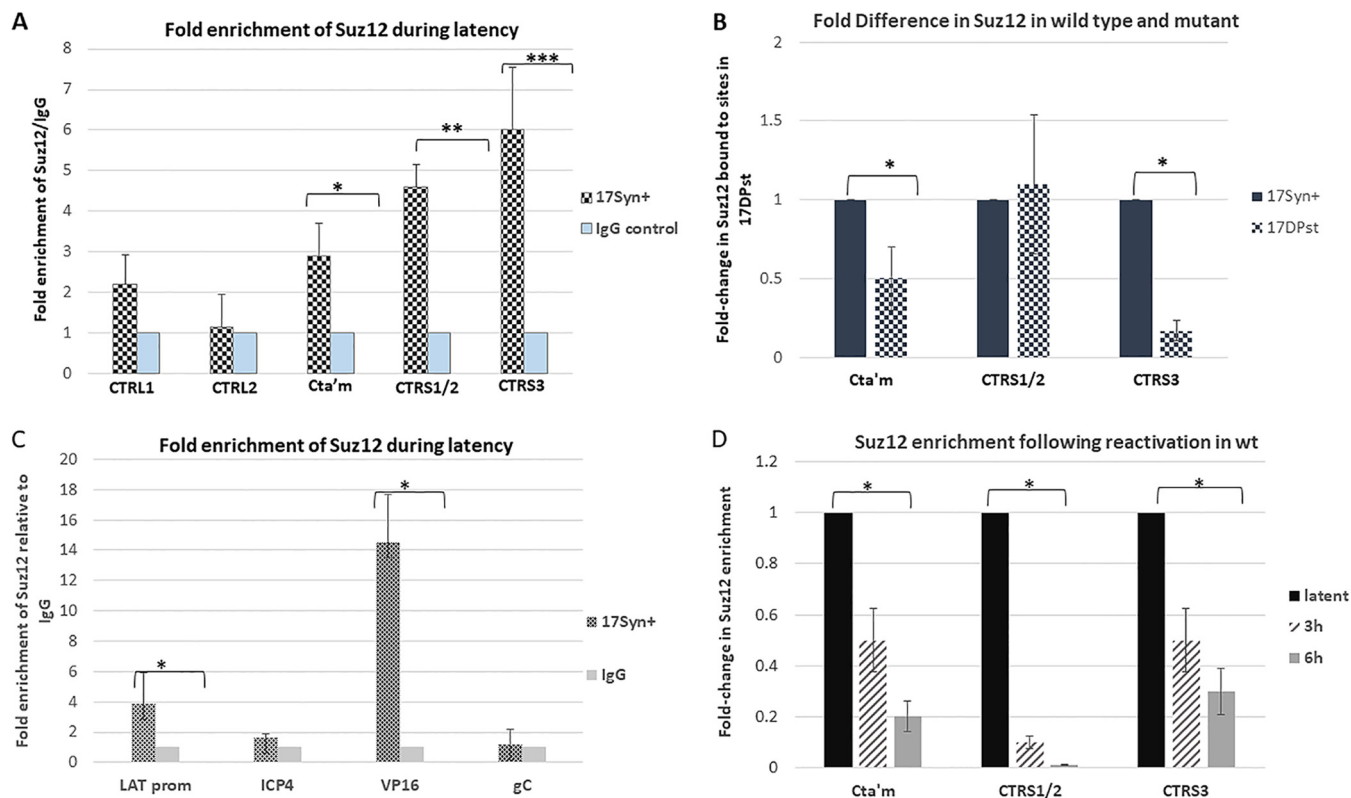 A
Fold enrichment of Suz12 during latency
Fold enrichment of Suz12/IgG
8
7
6
5
4
3
2
1
0
*
**
***
CTRL1
CTRL2
Cta'm
CTRS1/2
CTRS3
17Syn+
IgG control
B
Fold Difference in Suz12 in wild type and mutant
Fold-change in Suz12 bound to sites in
17DPst
2
1.5
1
0.5
0
*
*
Cta'm
CTRS1/2
CTRS3
17Syn+
17DPst
C
Fold enrichment of Suz12 during latency
Fold enrichment of Suz12 relative to
IgG
20
18
16
14
12
10
8
6
4
2
0
*
*
LAT prom
ICP4
VP16
gC
17Syn+
IgG
D
Suz12 enrichment following reactivation in wt
Fold-change in Suz12 enrichment
1.2
1
0.8
0.6
0.4
0.2
0
*
*
*
Cta'm
CTRS1/2
CTRS3
latent
3h
6h